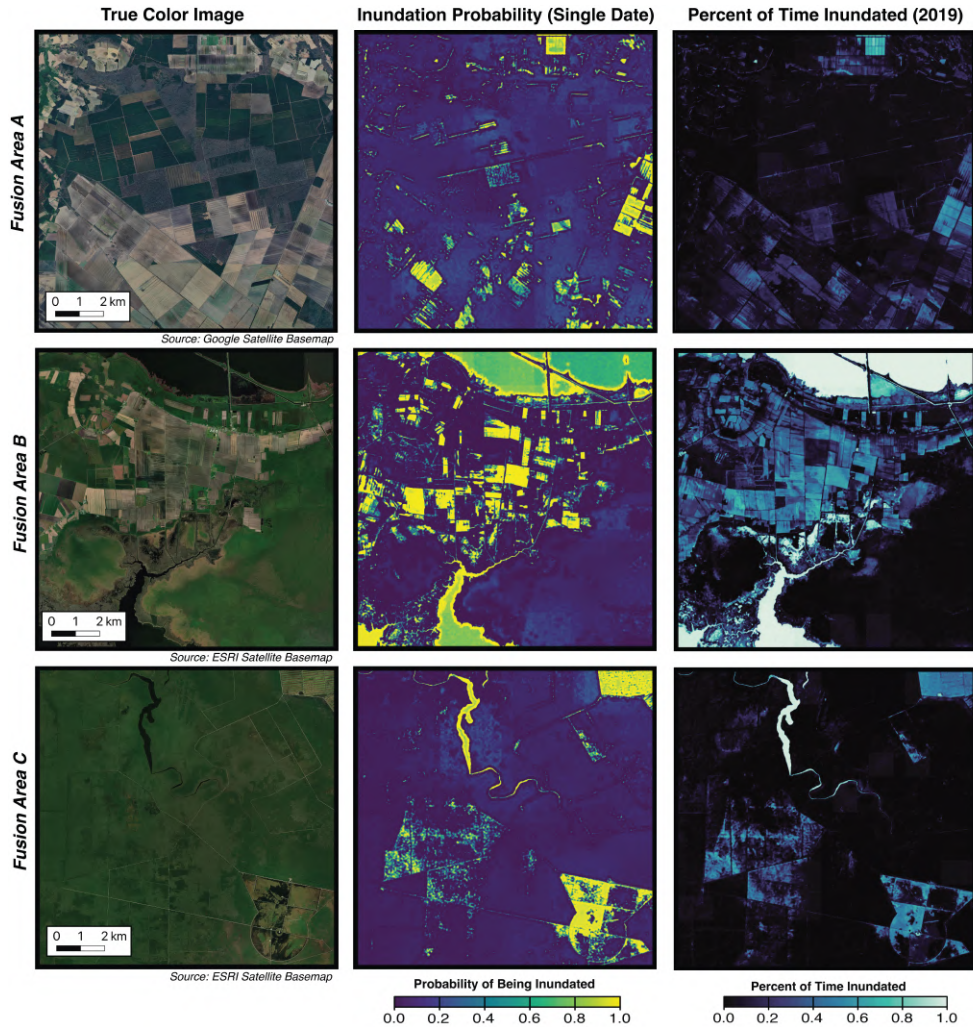 True Color Image
Inundation Probability (Single Date)
Percent of Time Inundated (2019)
Fusion Area A
0 1 2 km
Source: Google Satellite Basemap
Fusion Area B
0 1 2 km
Source: ESRI Satellite Basemap
Fusion Area C
0 1 2 km
Source: ESRI Satellite Basemap
Probability of Being Inundated
0.0 0.2 0.4 0.6 0.8 1.0
Percent of Time Inundated
0.0 0.2 0.4 0.6 0.8 1.0